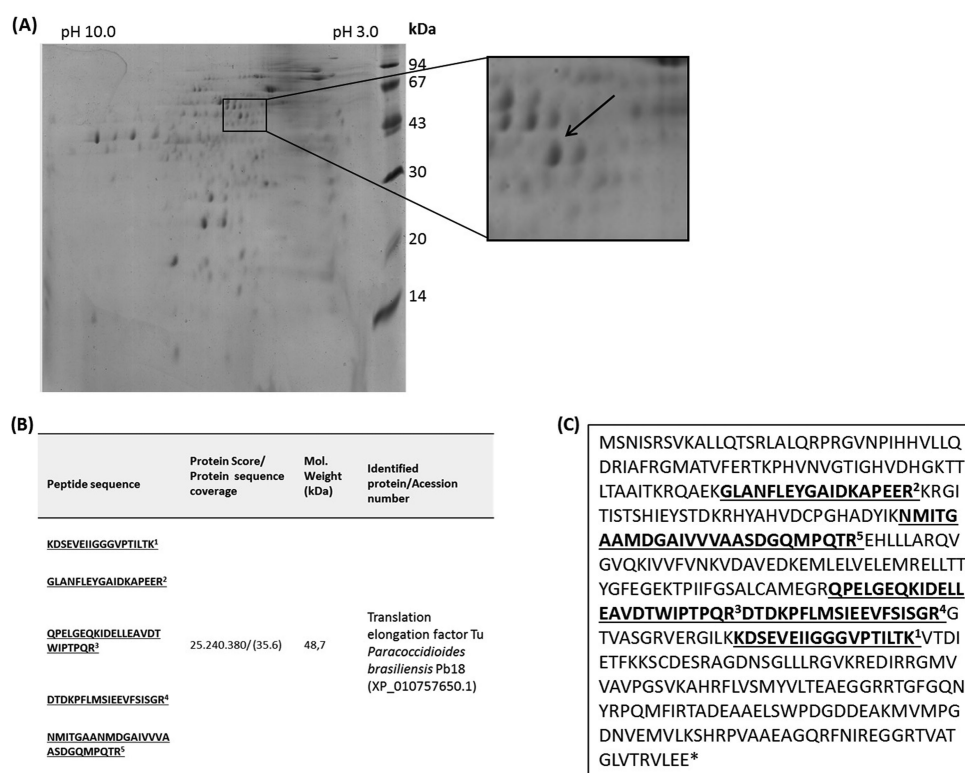 (A)
pH 10.0
pH 3.0
kDa
94
67
43
30
20
14
(B)
Peptide sequence
Protein Score/
Protein sequence
coverage
Mol.
Weight
(kDa)
Identified
protein/Acession
number
KDSEVEIIGGGVPTILTK1
GLANFLEYGAIDKAPEER2
QPELGEQKIDELLEAVDT
WIPTPQR3
DTDKPFLMSIEEVFSISGR4
NMITGAANMDGAIVVVA
ASDGQMPQTR5
25.240.380/(35.6)
48,7
Translation
elongation factor Tu
Paracoccidioides
brasiliensis Pb18
(XP_010757650.1)
(C)
MSNISRSVKALLQTSRLALQRPRGVNPIHHVLLQ
DRIAFRGMATVFERTKPHVNVGTIGHVDHGKTT
LTAAITKRQAEKGLANFLEYGAIDKAPEER2KRGI
TISTSHIEYSTDKRHYAHVDCPGHADYIKNMITG
AAMDGAIVVVAASDGQMPQTR5EHLLLARQV
GVQKIVVFVNKVDAVEDKEMLELVELEMRELLTT
YGFEGEKTPIIFGSALCAMEGRQPELGEQKIDELL
EAVDTWIPTPQR3DTDKPFLMSIEEVFSISGR4G
TVASGRVERGILKKDSEVEIIGGGVPTILTK1VTDI
ETFKKSCDESRAGDNSGLLLRGVKREDIRRGMV
VAVPGSVKAHRFLVSMYVLTEAEGGRRTGFGQN
YRPQMFIRTADEAAELSWPDGDDEAKMVMPG
DNVEMVLKSHRPVAAEAGQRFNIREGGRTVAT
GLVTRVLEE*